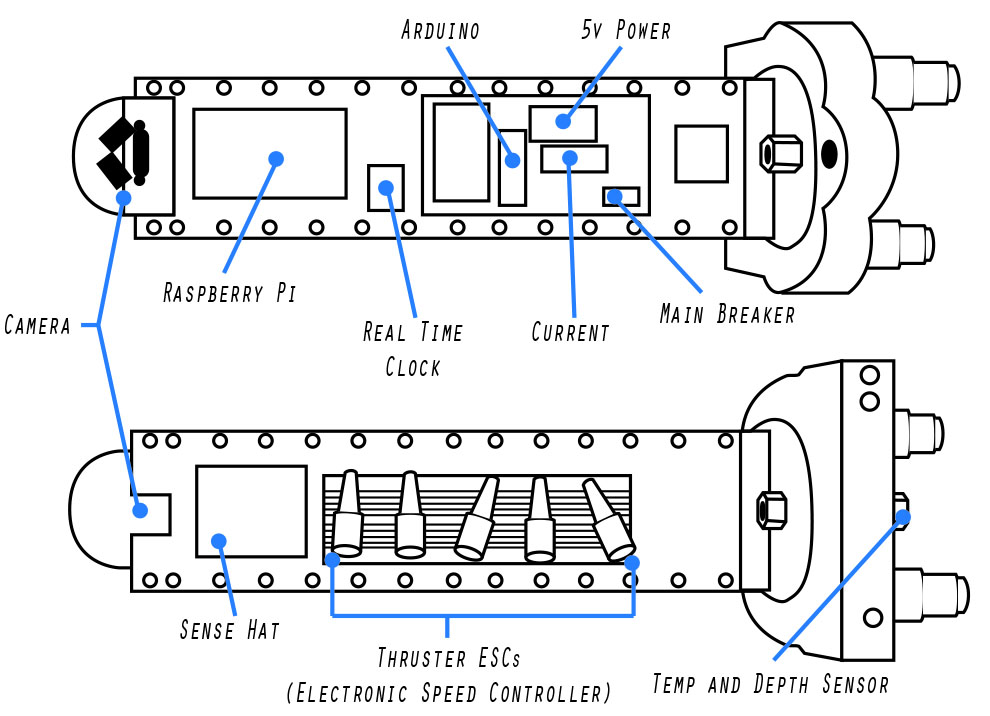 Arduino
5v Power
Raspberry Pi
Camera
Real Time
Clock
Current
Main Breaker
Sense Hat
Thruster ESCs
(Electronic Speed Controller)
Temp and Depth Sensor